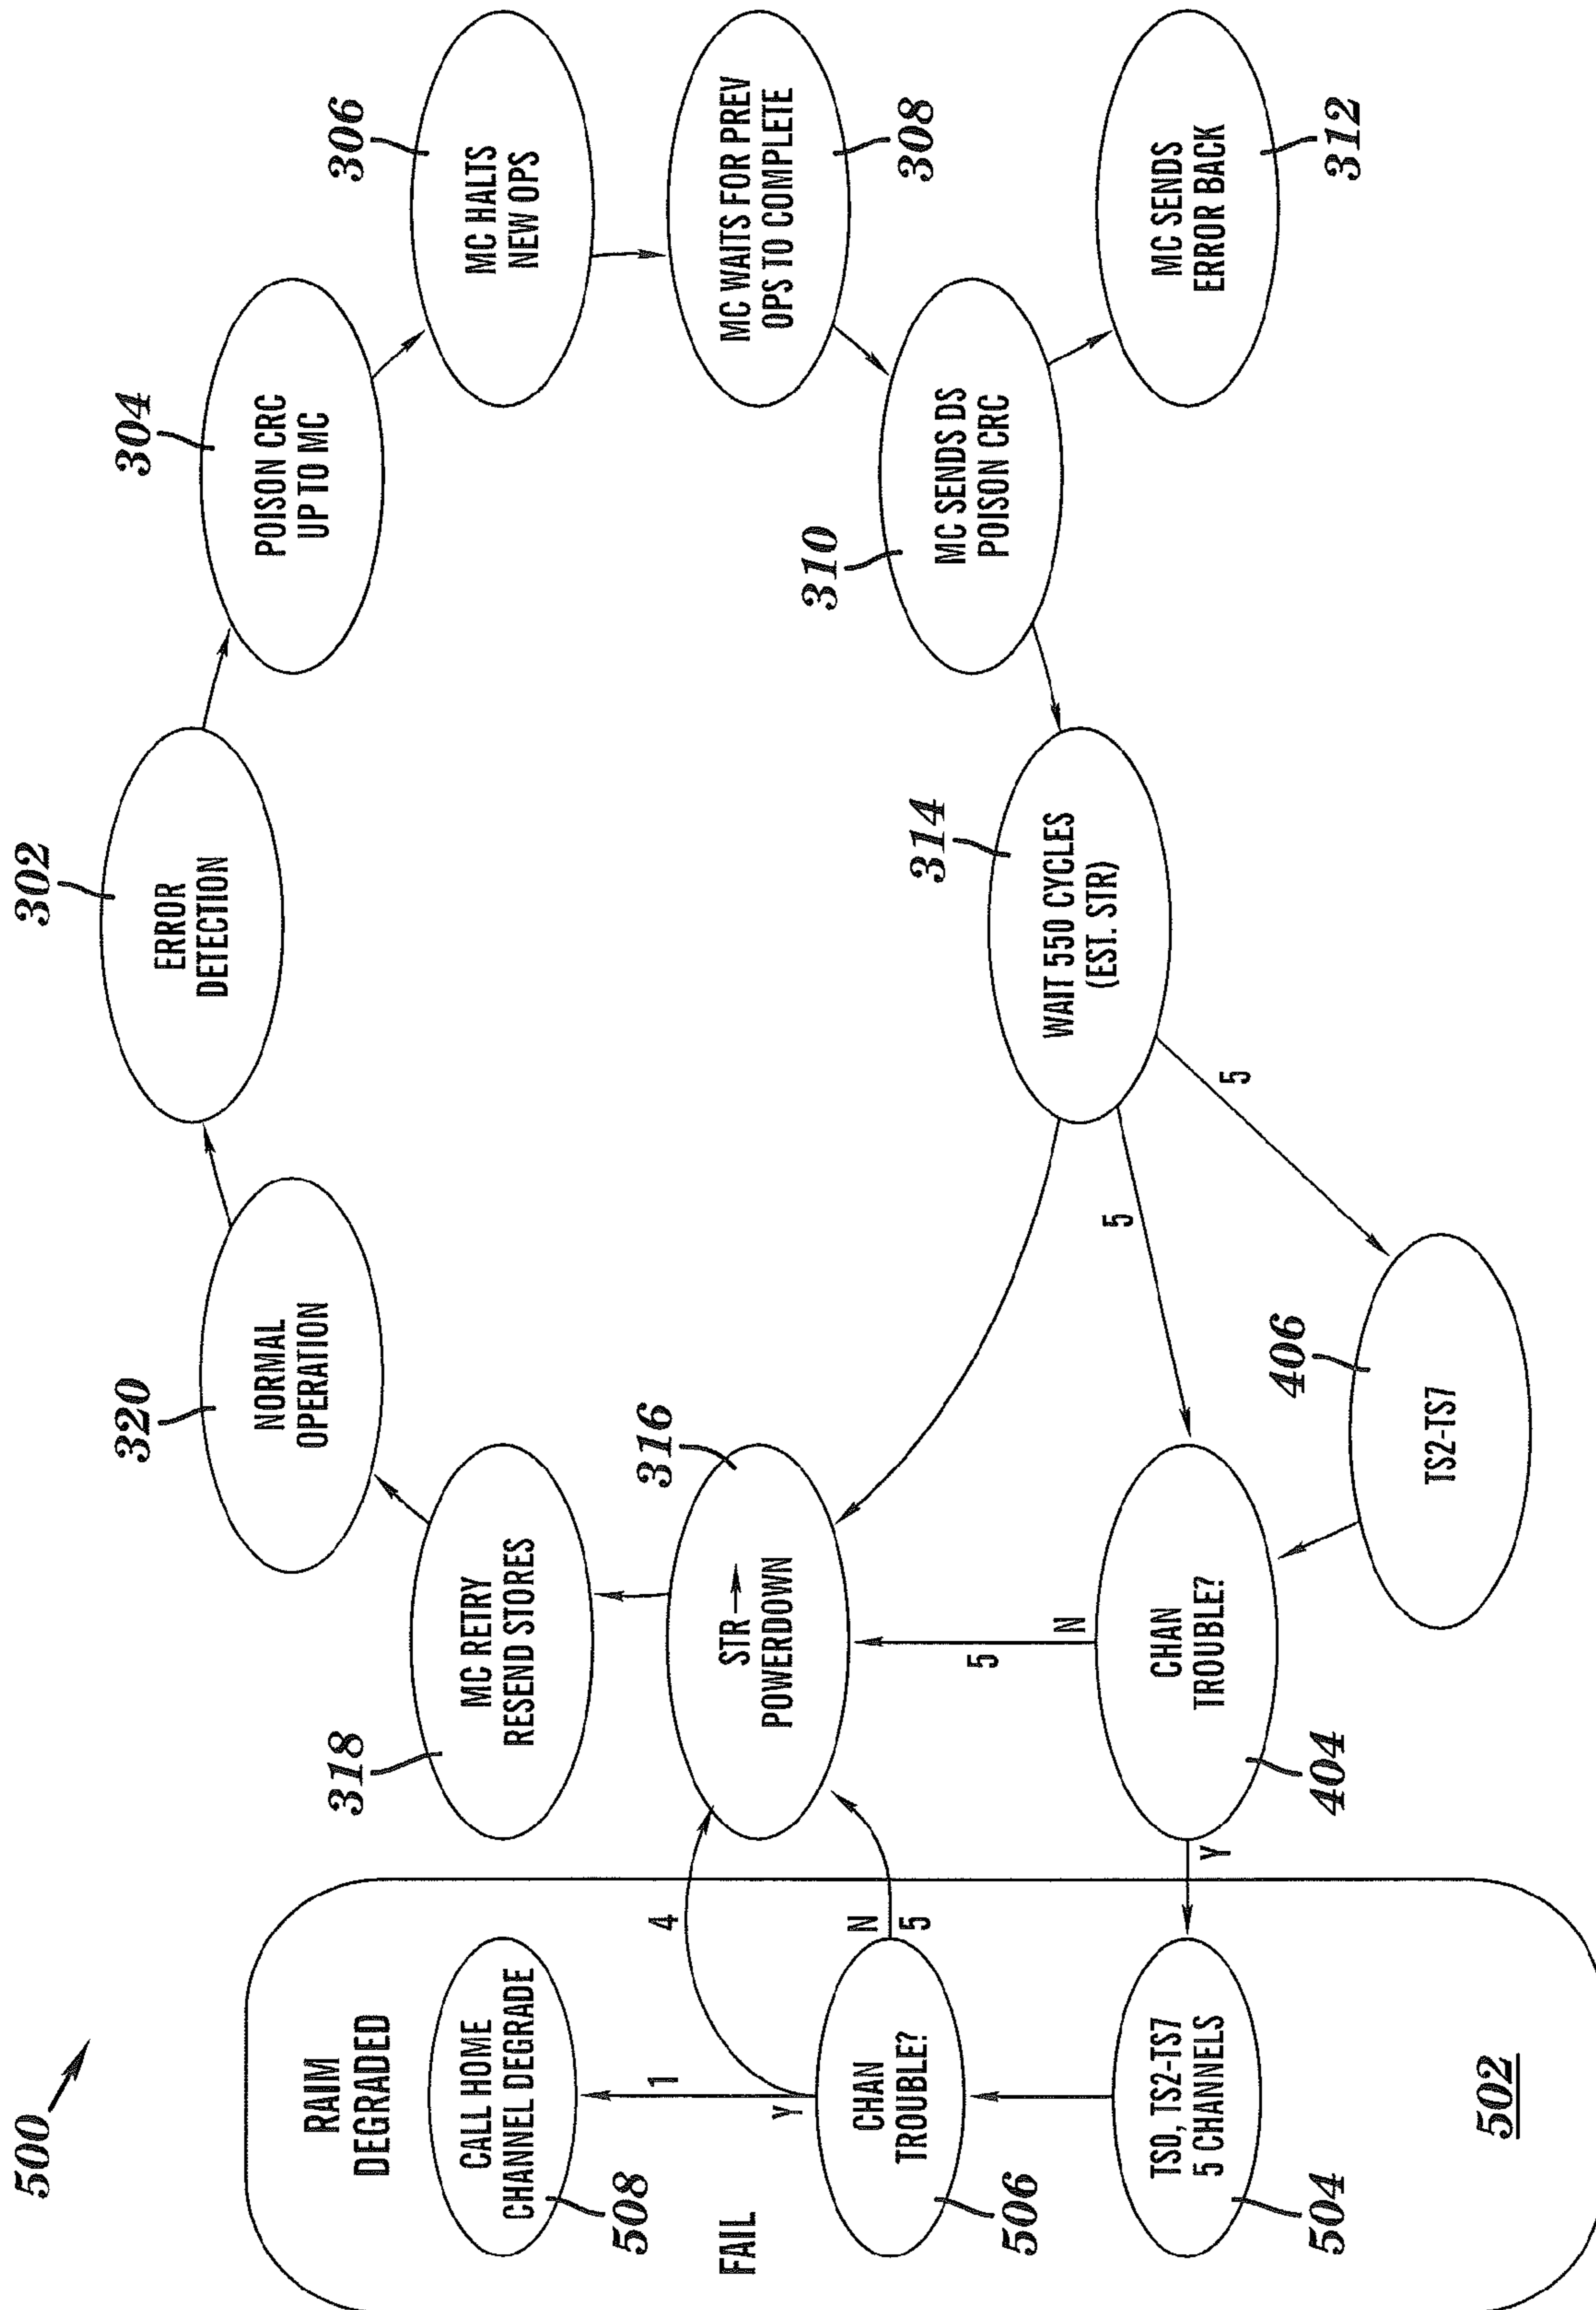 500
302
ERROR
DETECTION
304
POISON CRC
UP TO MC
306
MC HALTS
NEW OPS
MC WAITS FOR PREV
OPS TO COMPLETE
308
310
MC SENDS DS
POISON CRC
MC SENDS
ERROR BACK
312
314
WAIT 550 CYCLES
(EST. STR)
5
5
406
TS2-TS7
CHAN
TROUBLE?
404
N
5
Y
316
STR
POWERDOWN
318
MC RETRY
RESEND STORES
320
NORMAL
OPERATION
RAIM
DEGRADED
CALL HOME
CHANNEL DEGRADE
508
FAIL
Y
1
4
N
5
CHAN
TROUBLE?
506
TS0, TS2-TS7
5 CHANNELS
504
502